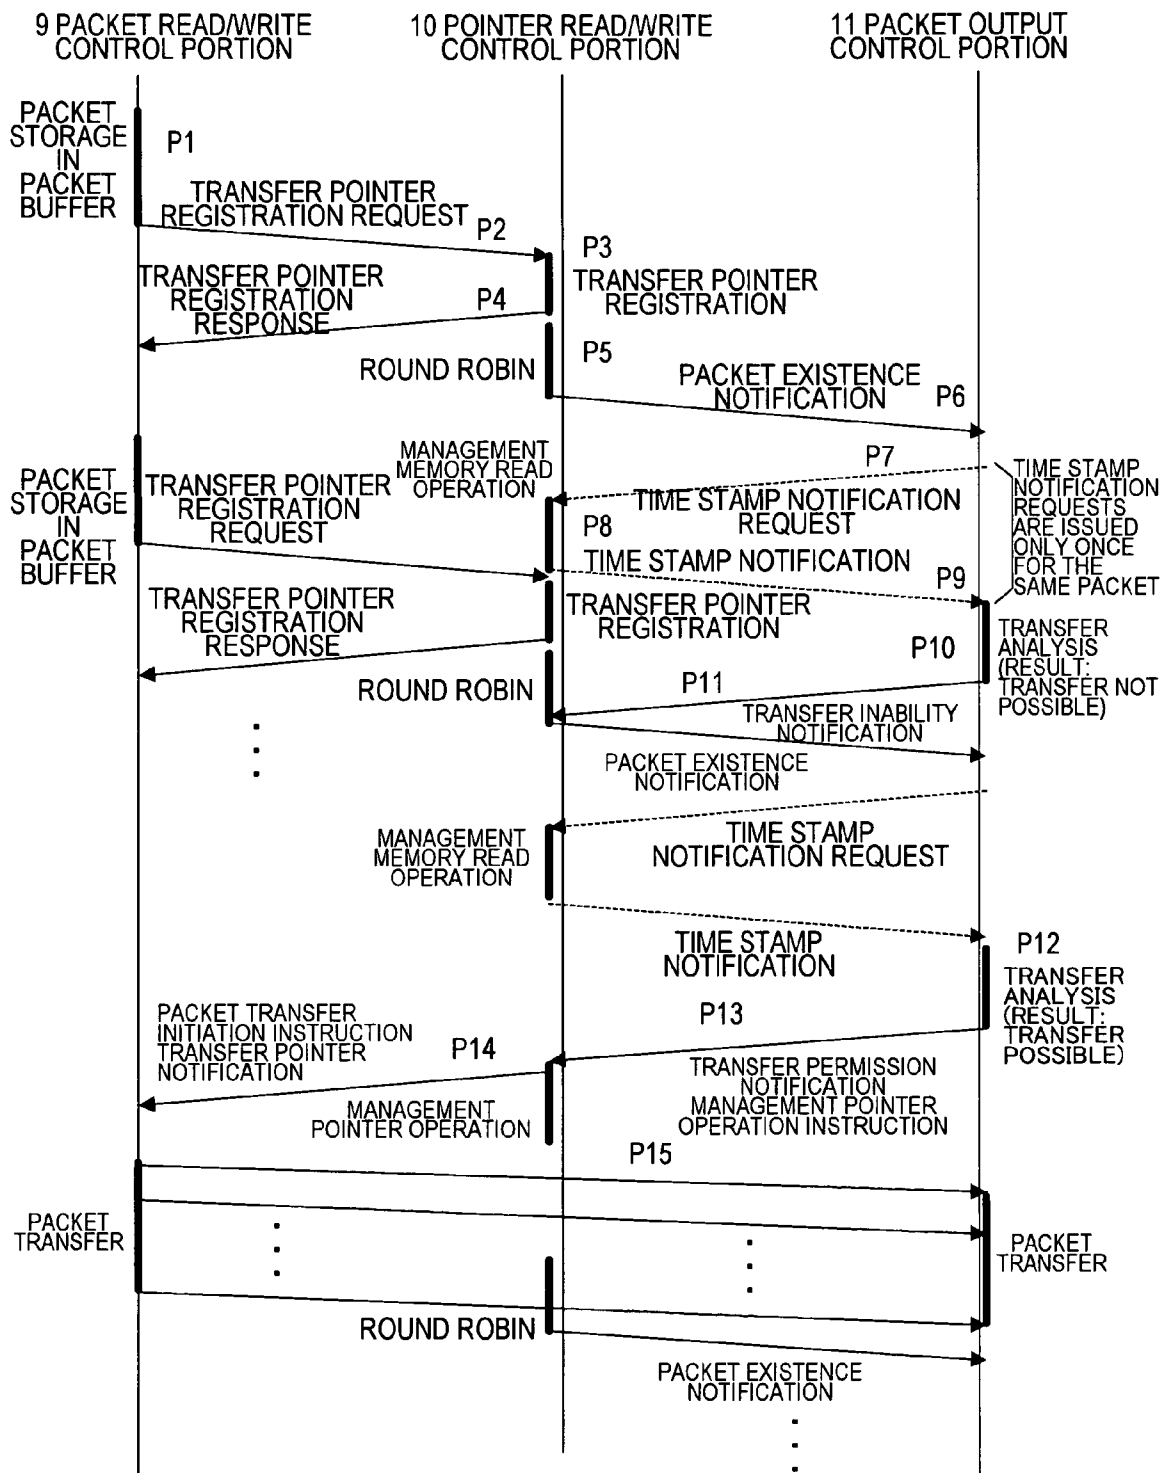 9 PACKET READ/WRITE
CONTROL PORTION
10 POINTER READ/WRITE
CONTROL PORTION
11 PACKET OUTPUT
CONTROL PORTION
PACKET
STORAGE
IN
PACKET
BUFFER
P1
TRANSFER POINTER
REGISTRATION REQUEST
P2
P3
TRANSFER POINTER
REGISTRATION
TRANSFER POINTER
REGISTRATION
RESPONSE
P4
ROUND ROBIN
P5
PACKET EXISTENCE
NOTIFICATION
P6
MANAGEMENT
MEMORY READ
OPERATION
P7
TIME STAMP NOTIFICATION
REQUEST
TIME STAMP
NOTIFICATION
REQUESTS
ARE ISSUED
ONLY ONCE
FOR THE
SAME PACKET
PACKET
STORAGE
IN
PACKET
BUFFER
TRANSFER POINTER
REGISTRATION
REQUEST
P8
TIME STAMP NOTIFICATION
P9
TRANSFER POINTER
REGISTRATION
RESPONSE
TRANSFER POINTER
REGISTRATION
P10
TRANSFER
ANALYSIS
(RESULT:
TRANSFER NOT
POSSIBLE)
ROUND ROBIN
P11
TRANSFER INABILITY
NOTIFICATION
PACKET EXISTENCE
NOTIFICATION
MANAGEMENT
MEMORY READ
OPERATION
TIME STAMP
NOTIFICATION REQUEST
TIME STAMP
NOTIFICATION
P12
TRANSFER
ANALYSIS
(RESULT:
TRANSFER
POSSIBLE)
P13
PACKET TRANSFER
INITIATION INSTRUCTION
TRANSFER POINTER
NOTIFICATION
P14
TRANSFER PERMISSION
NOTIFICATION
MANAGEMENT POINTER
OPERATION INSTRUCTION
MANAGEMENT
POINTER OPERATION
P15
PACKET
TRANSFER
PACKET
TRANSFER
ROUND ROBIN
PACKET EXISTENCE
NOTIFICATION